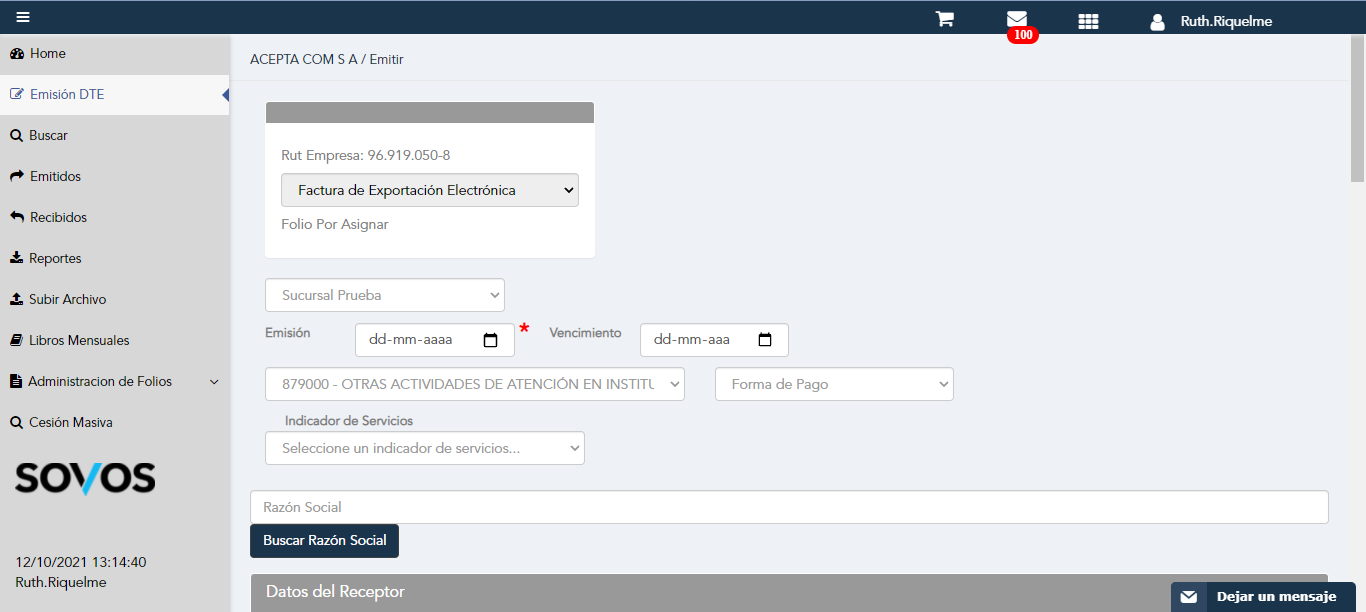 100
Ruth.Riquelme
Home
Emisión DTE
Buscar
Emitidos
Recibidos
Reportes
Subir Archivo
Libros Mensuales
Administracion de Folios
Cesión Masiva
SOVOS
12/10/2021 13:14:40
Ruth.Riquelme
ACEPTA COM S A / Emitir
Rut Empresa: 96.919.050-8
Factura de Exportación Electrónica
Folio Por Asignar
Sucursal Prueba
Emisión dd-mm-aaaa * Vencimiento dd-mm-aaa
879000 - OTRAS ACTIVIDADES DE ATENCIÓN EN INSTITU Forma de Pago
Indicador de Servicios
Seleccione un indicador de servicios...
Razón Social
Buscar Razón Social
Datos del Receptor
Dejar un mensaje